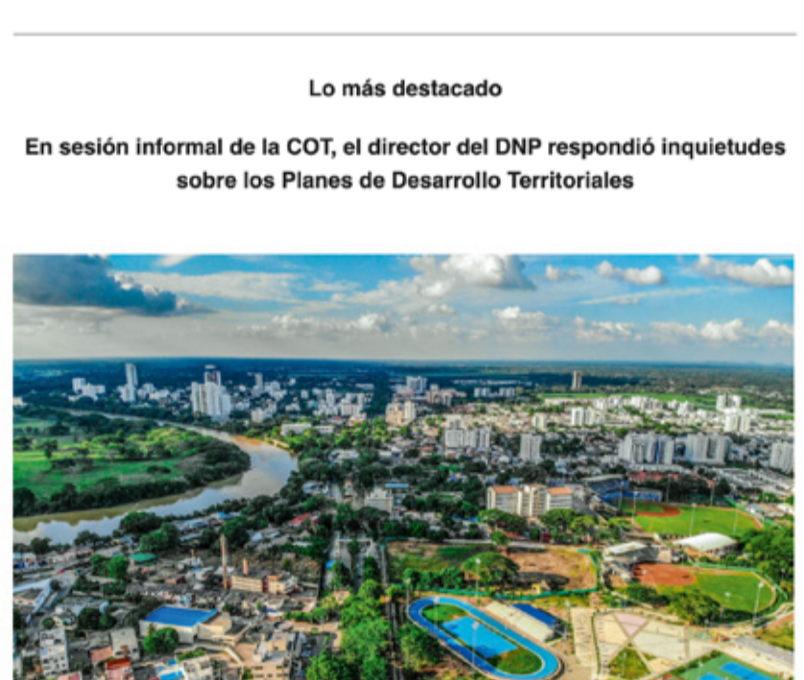 Lo más destacado
En sesión informal de la COT, el director del DNP respondió inquietudes
sobre los Planes de Desarrollo Territoriales